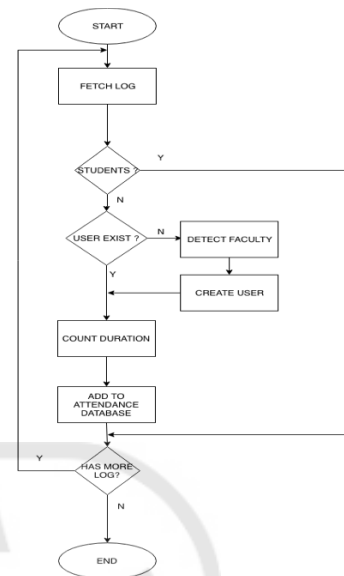 START
FETCH LOG
Y
STUDENTS ?
N
USER EXIST ?
N
DETECT FACULTY
Y
CREATE USER
COUNT DURATION
ADD TO
ATTENDANCE
DATABASE
Y
HAS MORE
LOG?
N
END